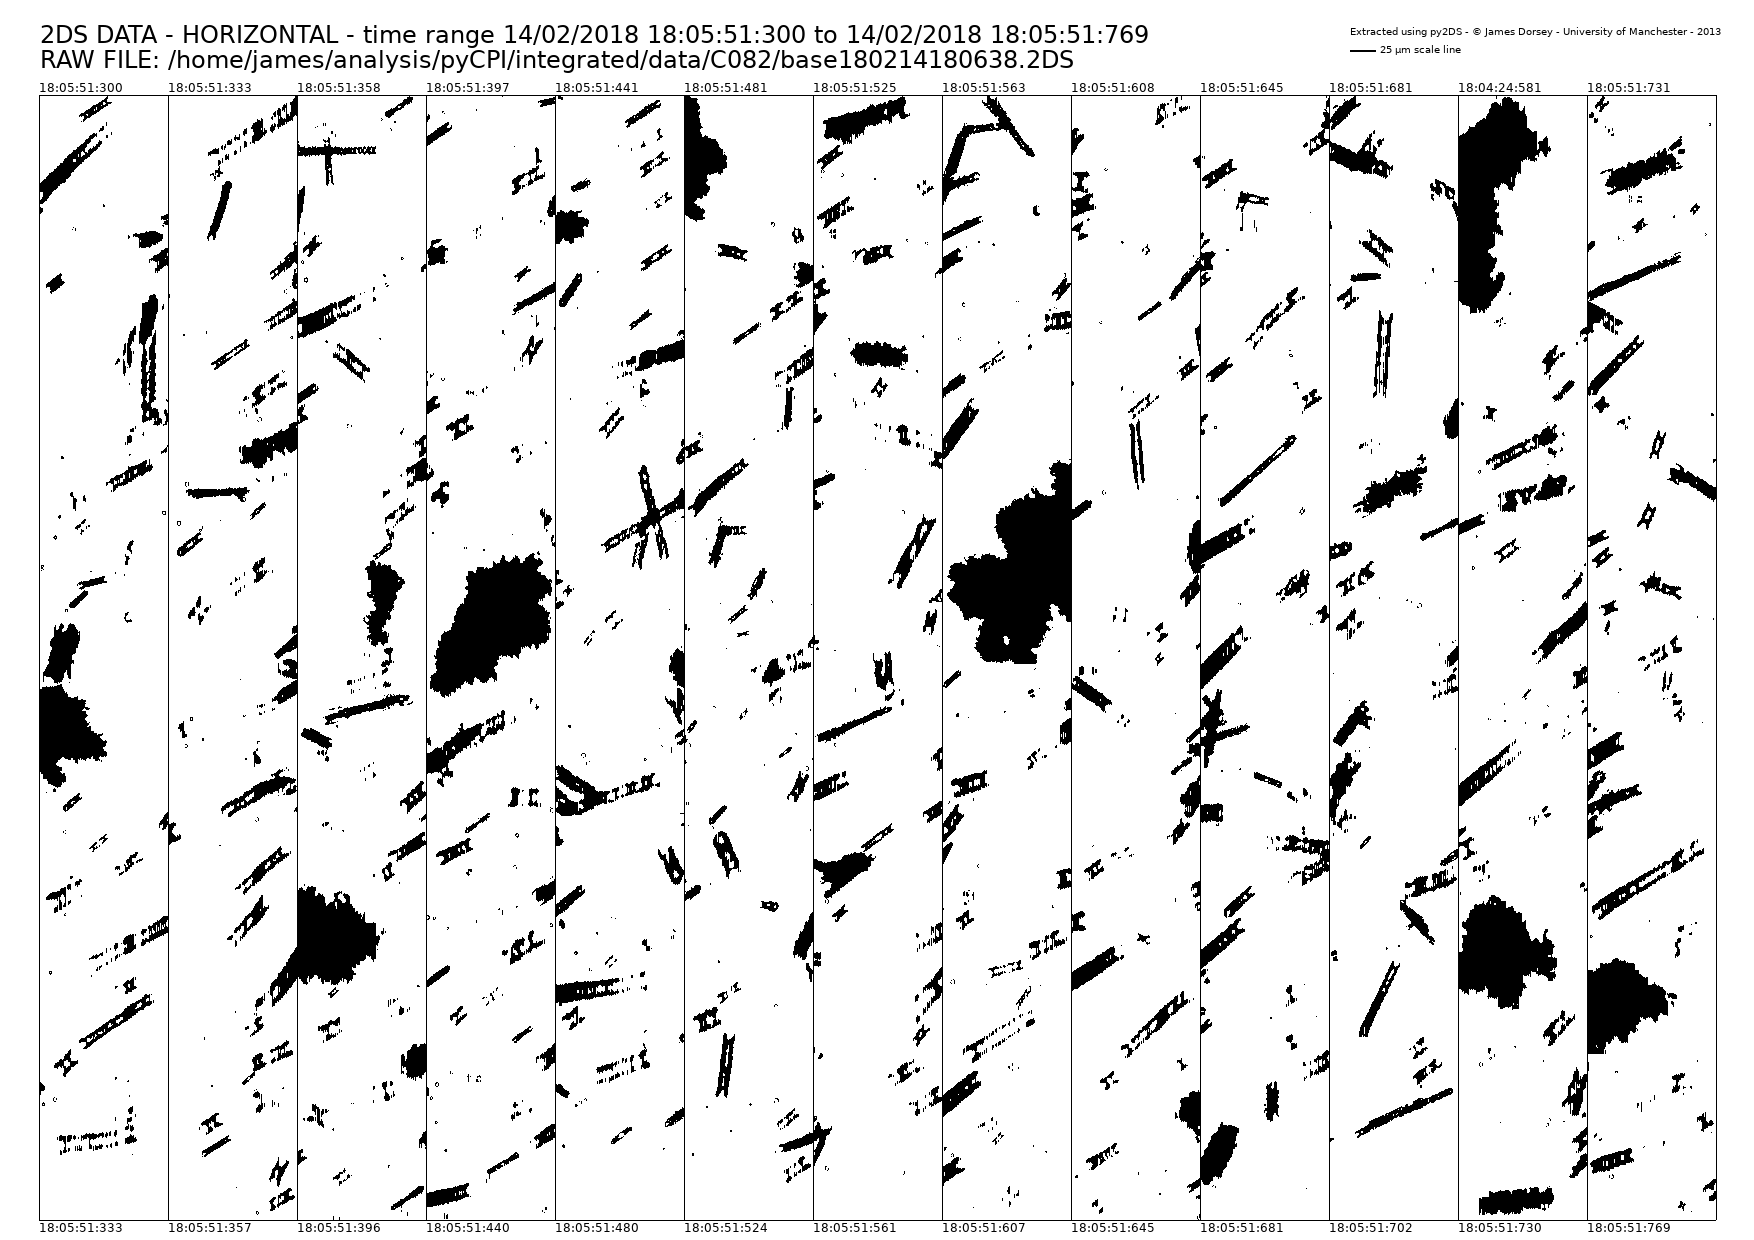 2DS DATA - HORIZONTAL - time range 14/02/2018 18:05:51:300 to 14/02/2018 18:05:51:769
RAW FILE: /home/james/analysis/pyCPI/integrated/data/C082/base180214180638.2DS
Extracted using py2DS - © James Dorsey - University of Manchester - 2013
25 µm scale line
18:05:51:300 18:05:51:333 18:05:51:358 18:05:51:397 18:05:51:441 18:05:51:481 18:05:51:525 18:05:51:563 18:05:51:608 18:05:51:645 18:05:51:681 18:04:24:581 18:05:51:731
18:05:51:333 18:05:51:357 18:05:51:396 18:05:51:440 18:05:51:480 18:05:51:524 18:05:51:561 18:05:51:607 18:05:51:645 18:05:51:681 18:05:51:702 18:05:51:730 18:05:51:769